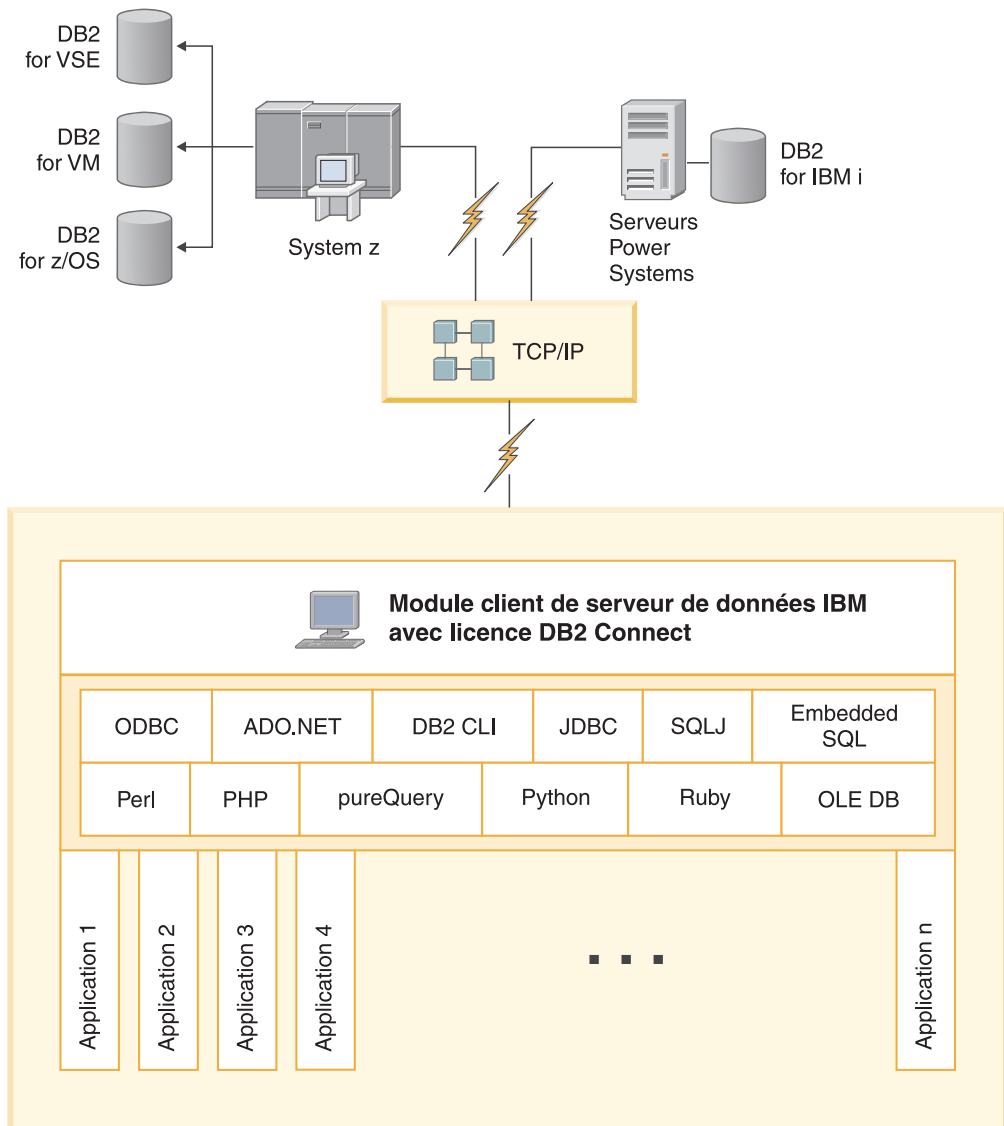 DB2
for VSE
DB2
for VM
DB2
for z/OS
System z
Serveurs
Power
Systems
DB2
for IBM i
TCP/IP
Module client de serveur de données IBM
avec licence DB2 Connect
ODBC
ADO.NET
DB2 CLI
JDBC
SQLJ
Embedded
SQL
Perl
PHP
pureQuery
Python
Ruby
OLE DB
Application 1
Application 2
Application 3
Application 4
. . .
Application n